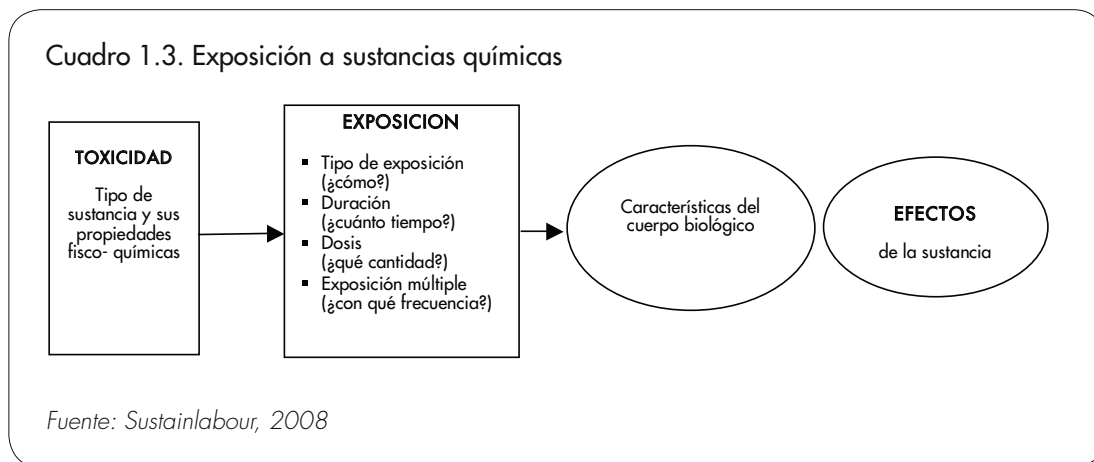 Cuadro 1.3. Exposición a sustancias químicas
TOXICIDAD
Tipo de
sustancia y sus
propiedades
fisco- químicas
EXPOSICION
▪ Tipo de exposición
(¿cómo?)
▪ Duración
(¿cuánto tiempo?)
▪ Dosis
(¿qué cantidad?)
▪ Exposición múltiple
(¿con qué frecuencia?)
Características del
cuerpo biológico
EFECTOS
de la sustancia
Fuente: Sustainlabour, 2008